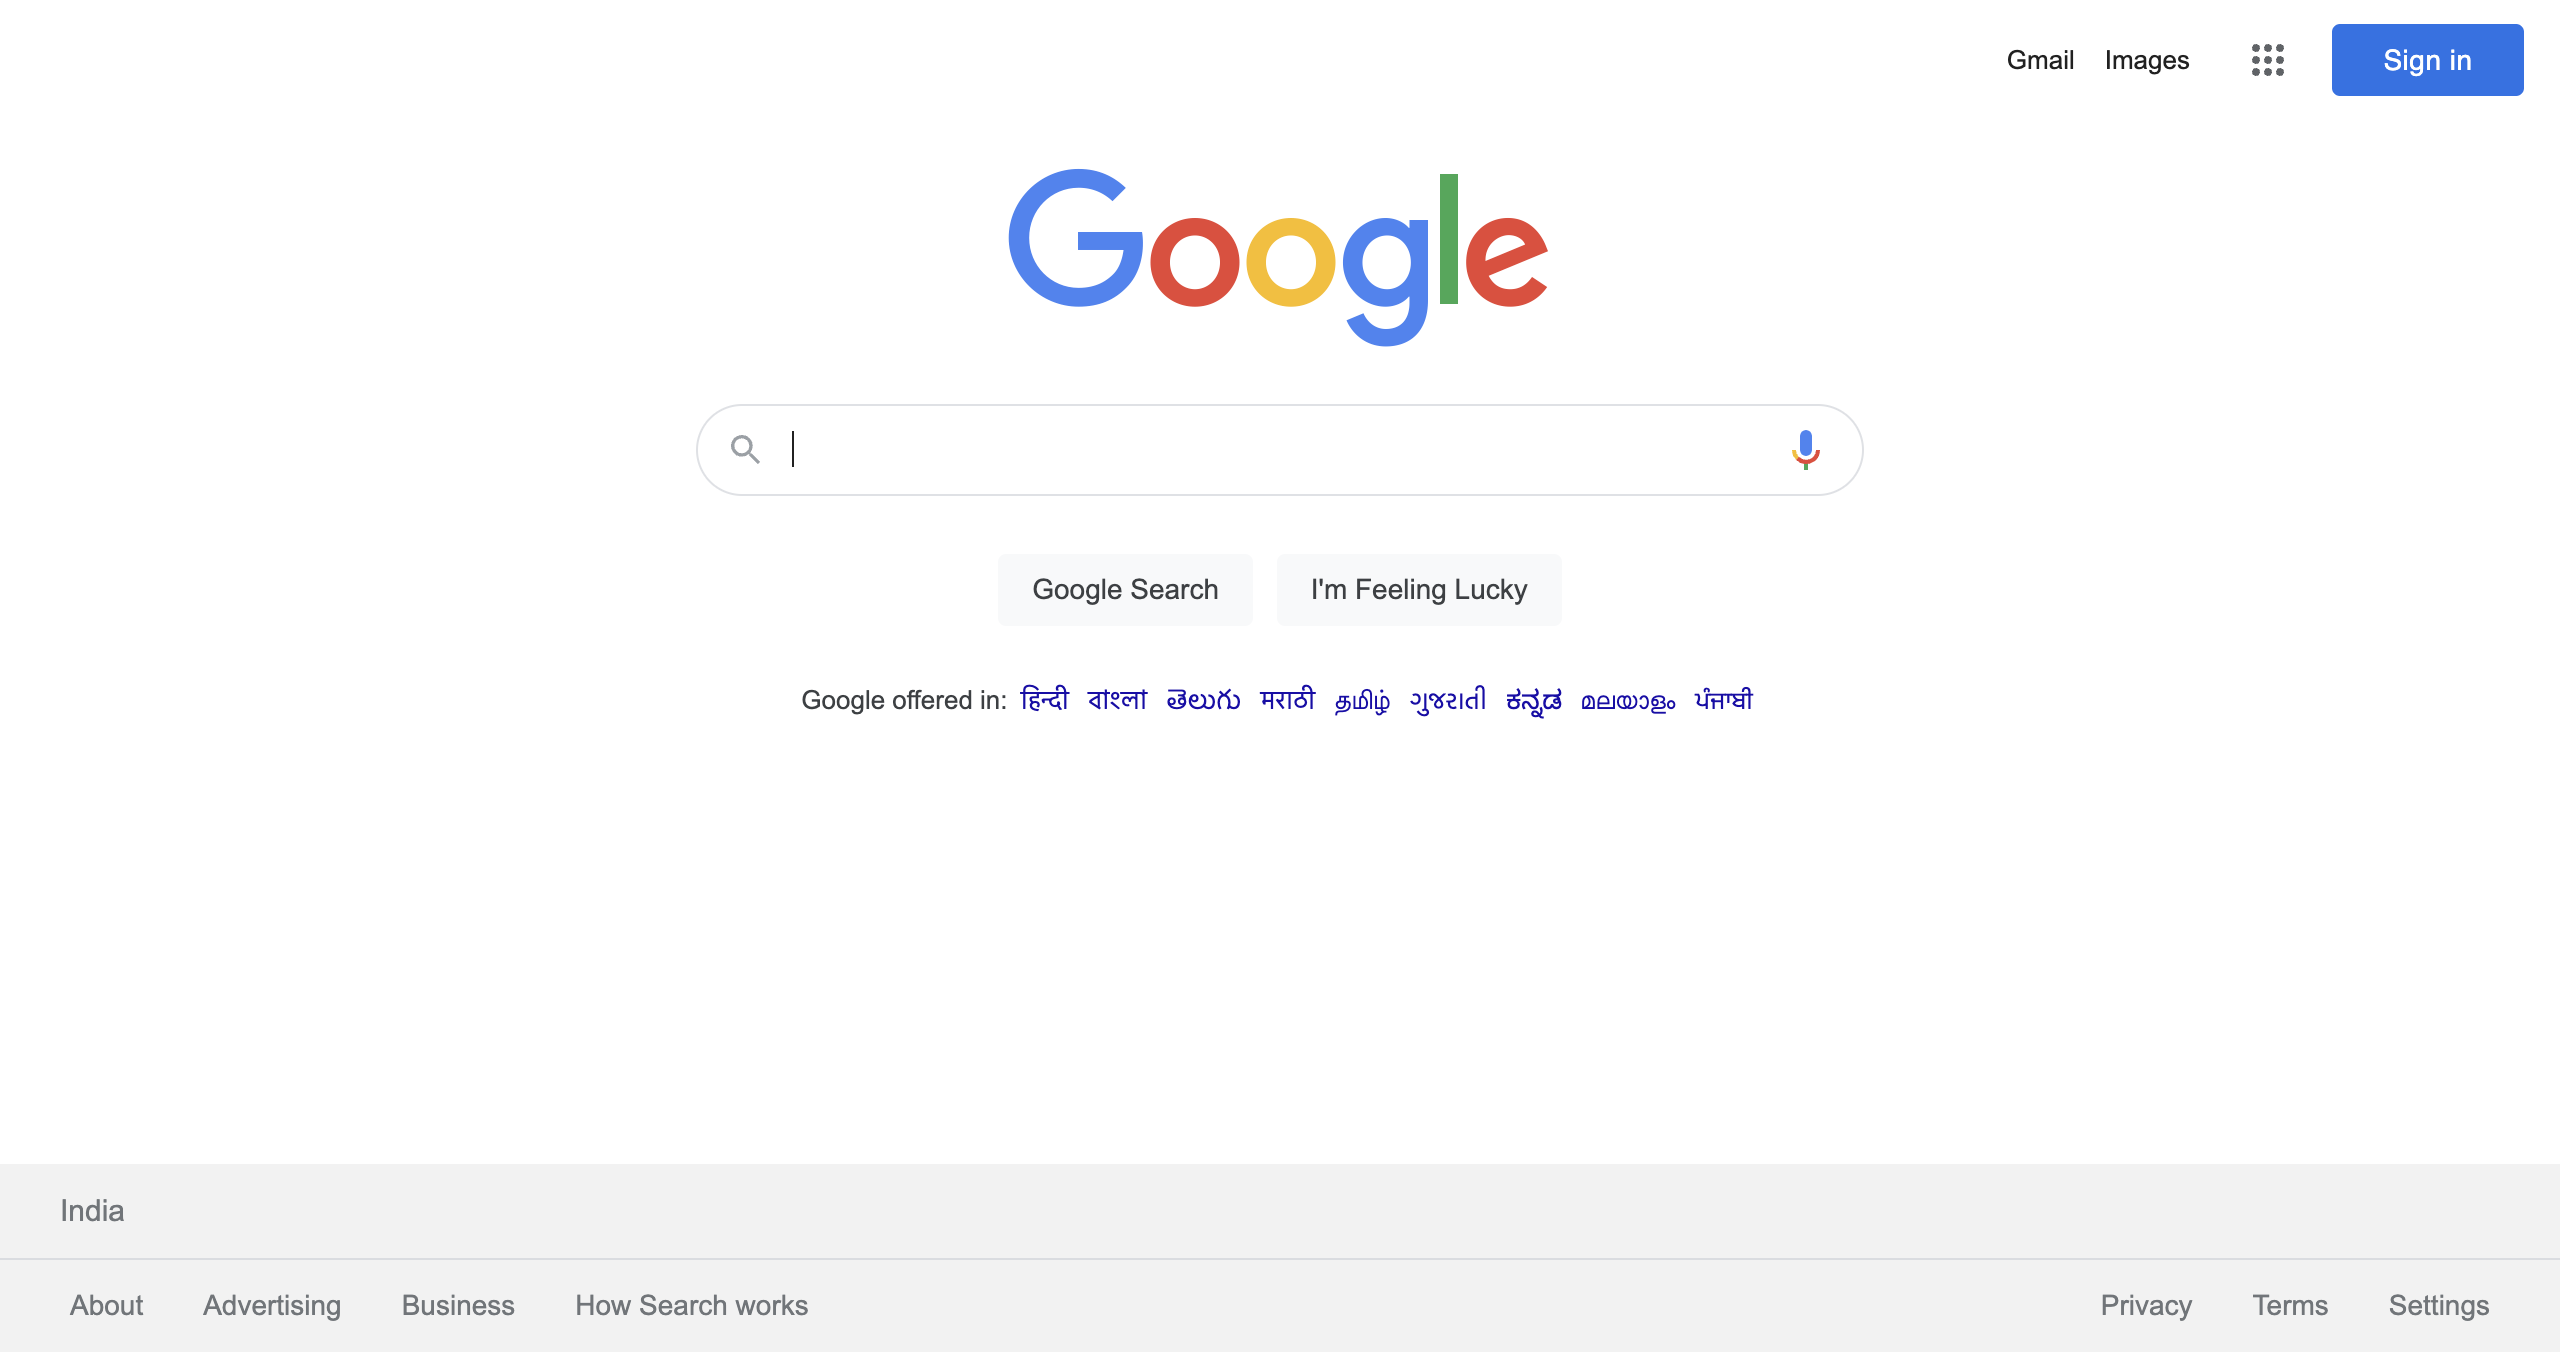 Gmail Images Sign in
Google
Google Search I'm Feeling Lucky
Google offered in: हिन्दी বাংলা తెలుగు मराठी தமிழ் ગુજરાતી ಕನ್ನಡ മലയാളം ਪੰਜਾਬੀ
India
About Advertising Business How Search works Privacy Terms Settings